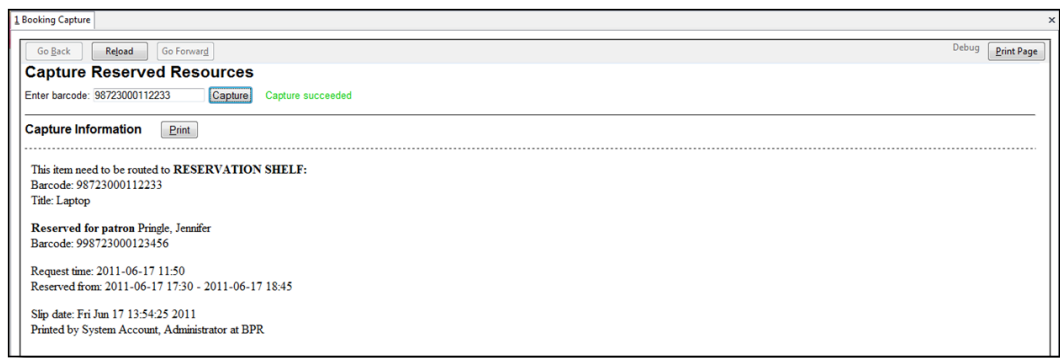 1 Booking Capture
Go Back Reload Go Forward Debug Print Page
Capture Reserved Resources
Enter barcode: 98723000112233 Capture Capture succeeded
Capture Information Print
This item need to be routed to RESERVATION SHELF:
Barcode: 98723000112233
Title: Laptop
Reserved for patron Pringle, Jennifer
Barcode: 998723000123456
Request time: 2011-06-17 11:50
Reserved from: 2011-06-17 17:30 - 2011-06-17 18:45
Slip date: Fri Jun 17 13:54:25 2011
Printed by System Account, Administrator at BPR